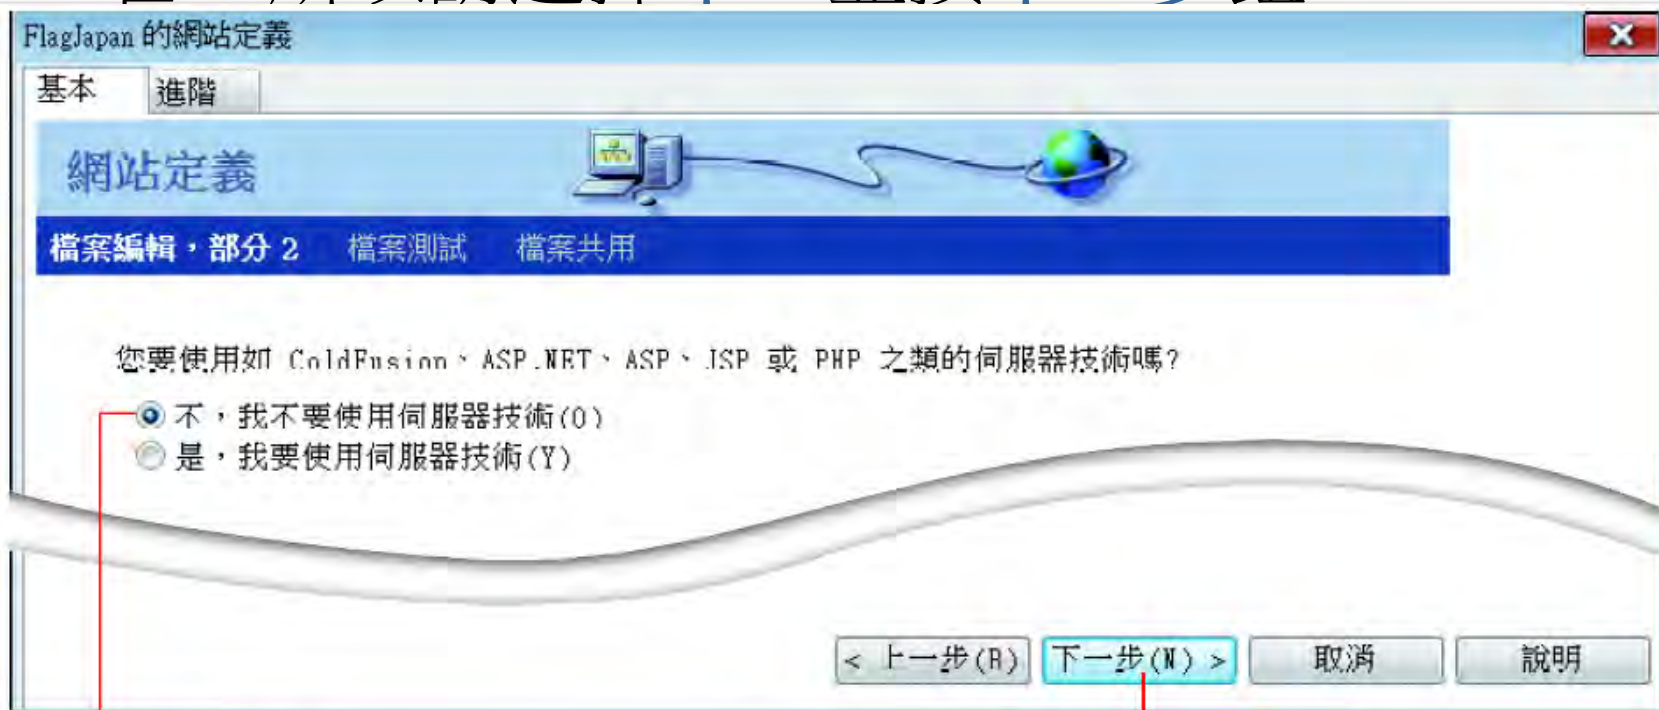 FlagJapan 的網站定義
基本 進階
網站定義
檔案編輯，部分 2 檔案測試 檔案共用
您要使用如 ColdFusion、ASP.NET、ASP、JSP 或 PHP 之類的伺服器技術嗎?
不，我不要使用伺服器技術(O)
是，我要使用伺服器技術(Y)
< 上一步(B) 下一步(N) > 取消 說明